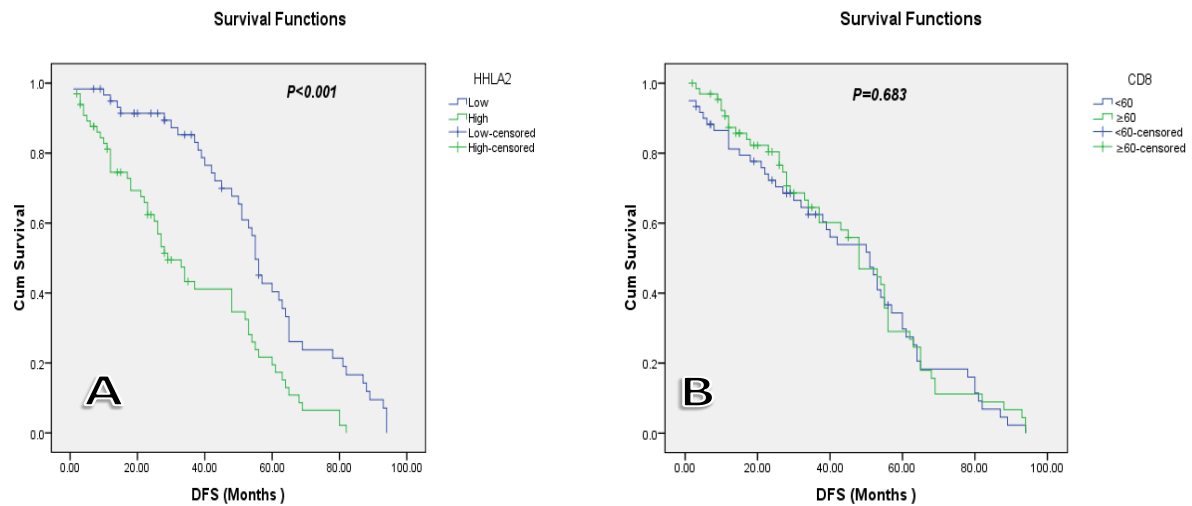 Survival Functions
P<0.001
HHLA2
Low
High
Low-censored
High-censored
Cum Survival
1.0
0.8
0.6
0.4
0.2
0.0
A
0.00 20.00 40.00 60.00 80.00 100.00
DFS (Months )
Survival Functions
P=0.683
CD8
<60
≥60
<60-censored
≥60-censored
Cum Survival
1.0
0.8
0.6
0.4
0.2
0.0
B
0.00 20.00 40.00 60.00 80.00 100.00
DFS (Months )